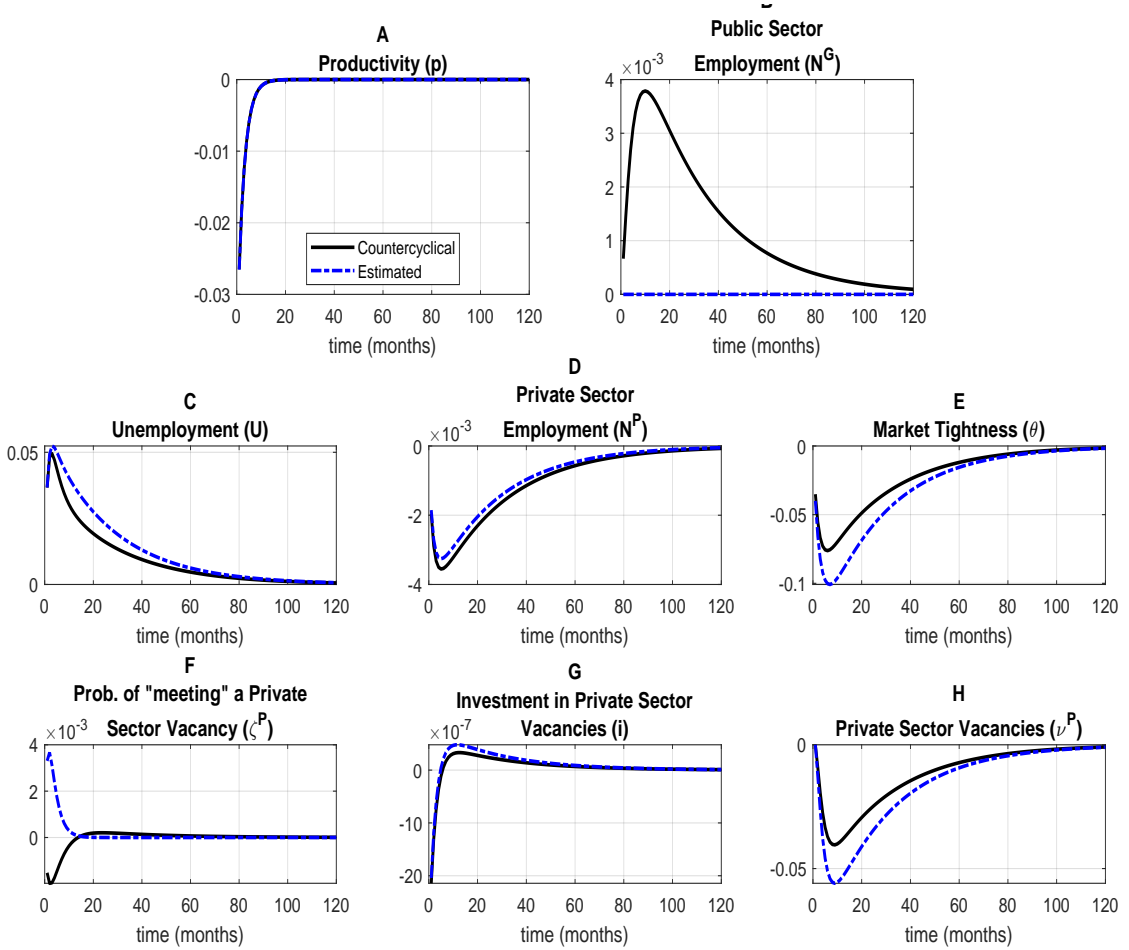 A
Productivity (p)
0
-0.01
-0.02
-0.03
Countercyclical
Estimated
0 20 40 60 80 100 120
time (months)
Public Sector
Employment (N^G)
×10^-3
4
3
2
1
0
0 20 40 60 80 100 120
time (months)
C
Unemployment (U)
0.05
0
0 20 40 60 80 100 120
time (months)
D
Private Sector
Employment (N^P)
×10^-3
0
-2
-4
0 20 40 60 80 100 120
time (months)
E
Market Tightness (θ)
0
-0.05
-0.1
0 20 40 60 80 100 120
time (months)
F
Prob. of "meeting" a Private
Sector Vacancy (ζ^P)
×10^-3
4
2
0
0 20 40 60 80 100 120
time (months)
G
Investment in Private Sector
Vacancies (i)
×10^-7
0
-10
-20
0 20 40 60 80 100 120
time (months)
H
Private Sector Vacancies (ν^P)
0
-0.05
0 20 40 60 80 100 120
time (months)